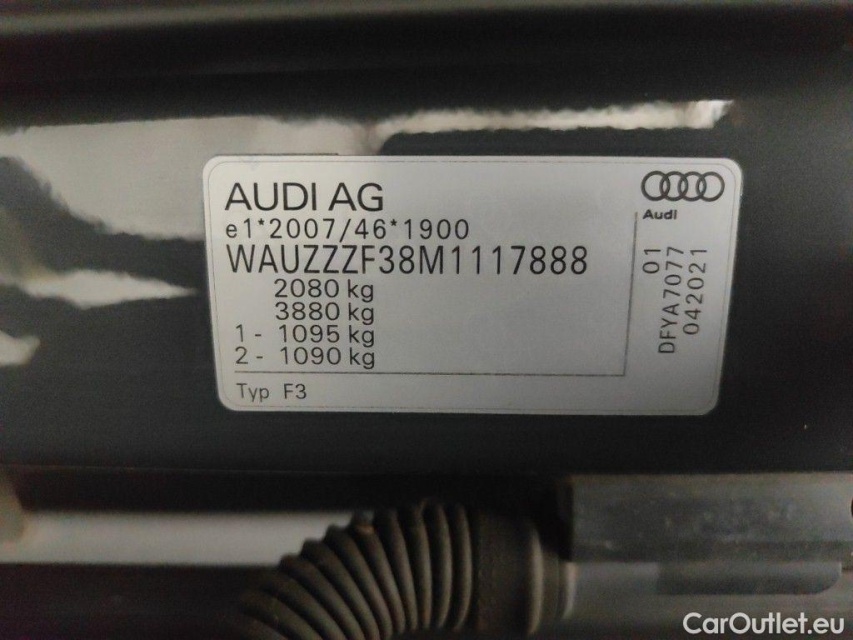 AUDI AG
e1*2007/46*1900
WAUZZZF38M1117888
2080 kg
3880 kg
1 - 1095 kg
2 - 1090 kg
Typ F3
Audi
01
DFYA7077
042021
CarOutlet.eu